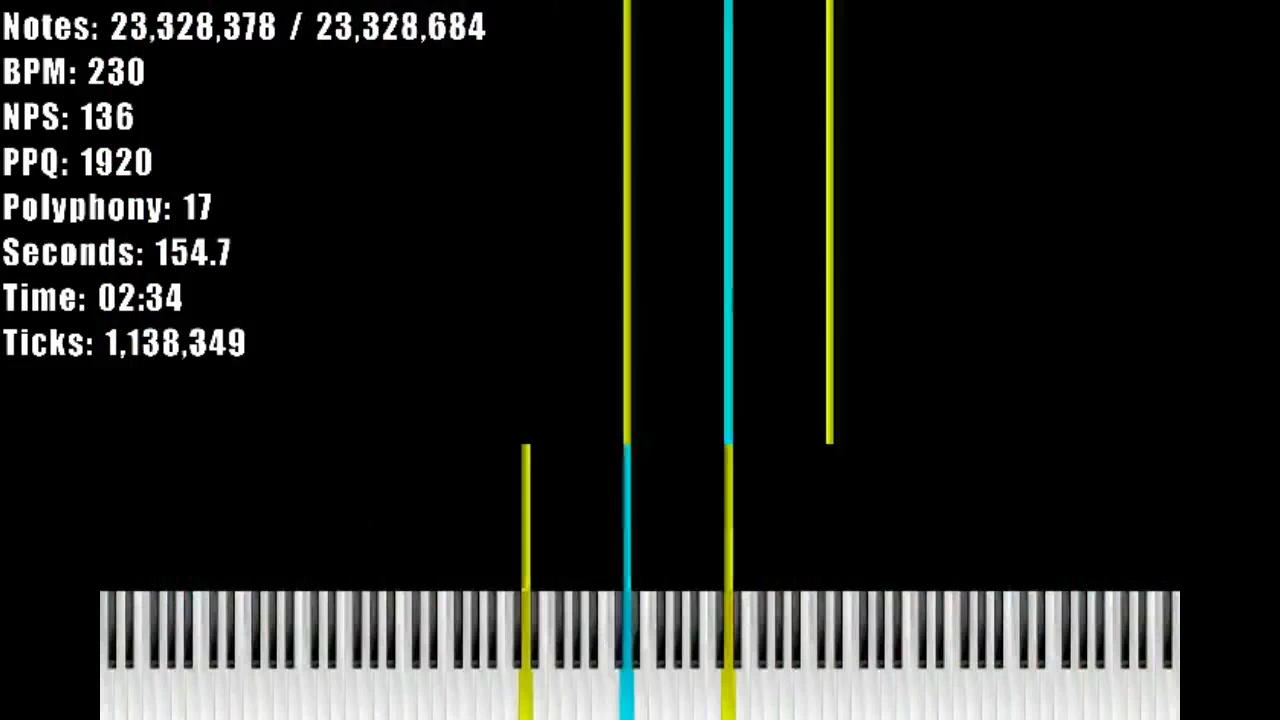 Notes: 23,328,378 / 23,328,684
BPM: 230
NPS: 136
PPQ: 1920
Polyphony: 17
Seconds: 154.7
Time: 02:34
Ticks: 1,138,349